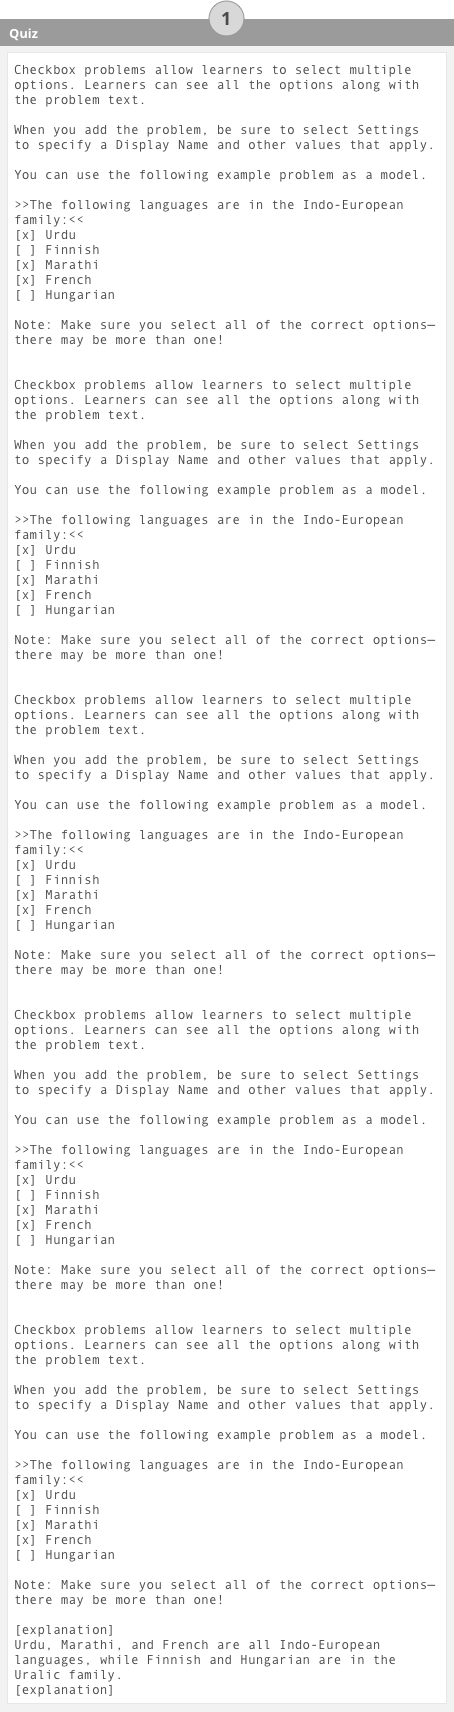 1
Quiz
Checkbox problems allow learners to select multiple
options. Learners can see all the options along with
the problem text.
When you add the problem, be sure to select Settings
to specify a Display Name and other values that apply.
You can use the following example problem as a model.
>>The following languages are in the Indo-European
family:<<
[x] Urdu
[ ] Finnish
[x] Marathi
[x] French
[ ] Hungarian
Note: Make sure you select all of the correct options—
there may be more than one!
Checkbox problems allow learners to select multiple
options. Learners can see all the options along with
the problem text.
When you add the problem, be sure to select Settings
to specify a Display Name and other values that apply.
You can use the following example problem as a model.
>>The following languages are in the Indo-European
family:<<
[x] Urdu
[ ] Finnish
[x] Marathi
[x] French
[ ] Hungarian
Note: Make sure you select all of the correct options—
there may be more than one!
Checkbox problems allow learners to select multiple
options. Learners can see all the options along with
the problem text.
When you add the problem, be sure to select Settings
to specify a Display Name and other values that apply.
You can use the following example problem as a model.
>>The following languages are in the Indo-European
family:<<
[x] Urdu
[ ] Finnish
[x] Marathi
[x] French
[ ] Hungarian
Note: Make sure you select all of the correct options—
there may be more than one!
Checkbox problems allow learners to select multiple
options. Learners can see all the options along with
the problem text.
When you add the problem, be sure to select Settings
to specify a Display Name and other values that apply.
You can use the following example problem as a model.
>>The following languages are in the Indo-European
family:<<
[x] Urdu
[ ] Finnish
[x] Marathi
[x] French
[ ] Hungarian
Note: Make sure you select all of the correct options—
there may be more than one!
Checkbox problems allow learners to select multiple
options. Learners can see all the options along with
the problem text.
When you add the problem, be sure to select Settings
to specify a Display Name and other values that apply.
You can use the following example problem as a model.
>>The following languages are in the Indo-European
family:<<
[x] Urdu
[ ] Finnish
[x] Marathi
[x] French
[ ] Hungarian
Note: Make sure you select all of the correct options—
there may be more than one!
[explanation]
Urdu, Marathi, and French are all Indo-European
languages, while Finnish and Hungarian are in the
Uralic family.
[explanation]